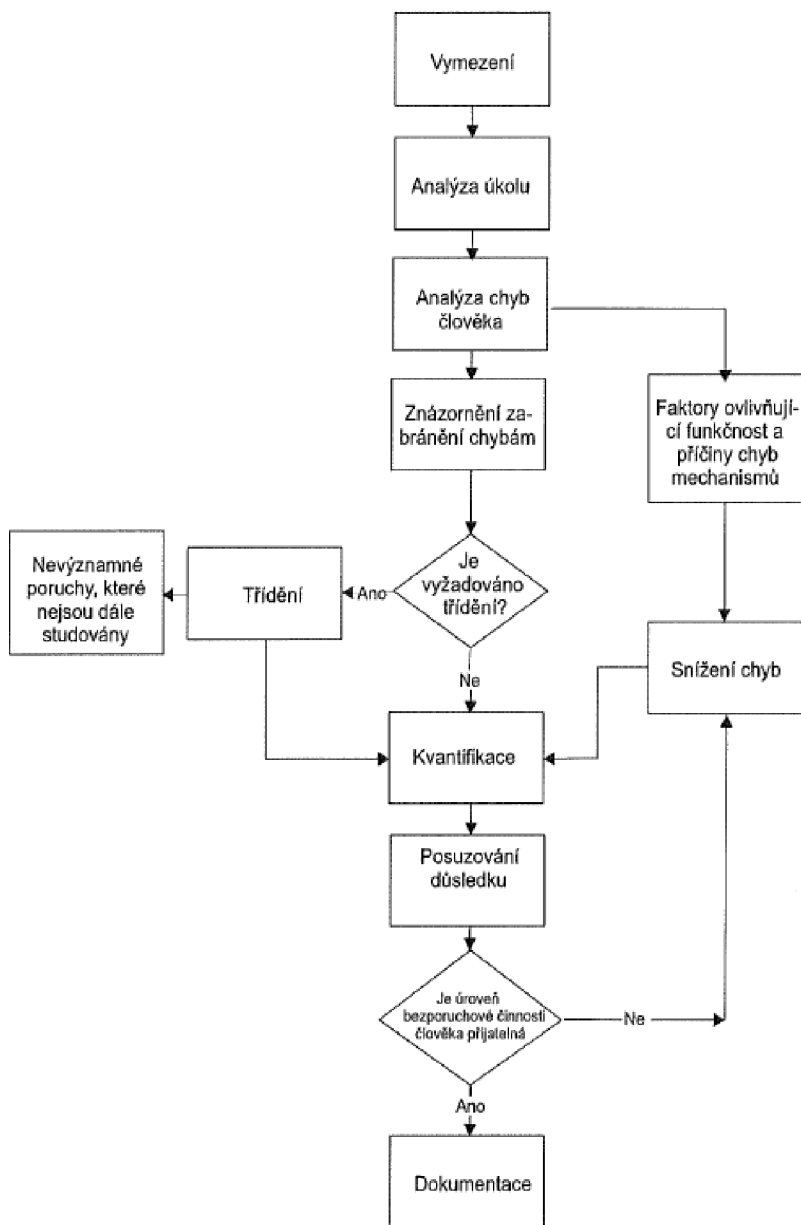 Vymezení
Analýza úkolu
Analýza chyb
člověka
Znázornění za-
bránění chybám
Faktory ovlivňují-
cí funkčnost a
příčiny chyb
mechanismů
Nevýznamné
poruchy, které
nejsou dále
studovány
Třídění
Ano
Je
vyžadováno
třídění?
Ne
Snížení chyb
Kvantifikace
Posuzování
důsledku
Je úroveň
bezporuchové činnosti
člověka přijatelná
Ne
Ano
Dokumentace